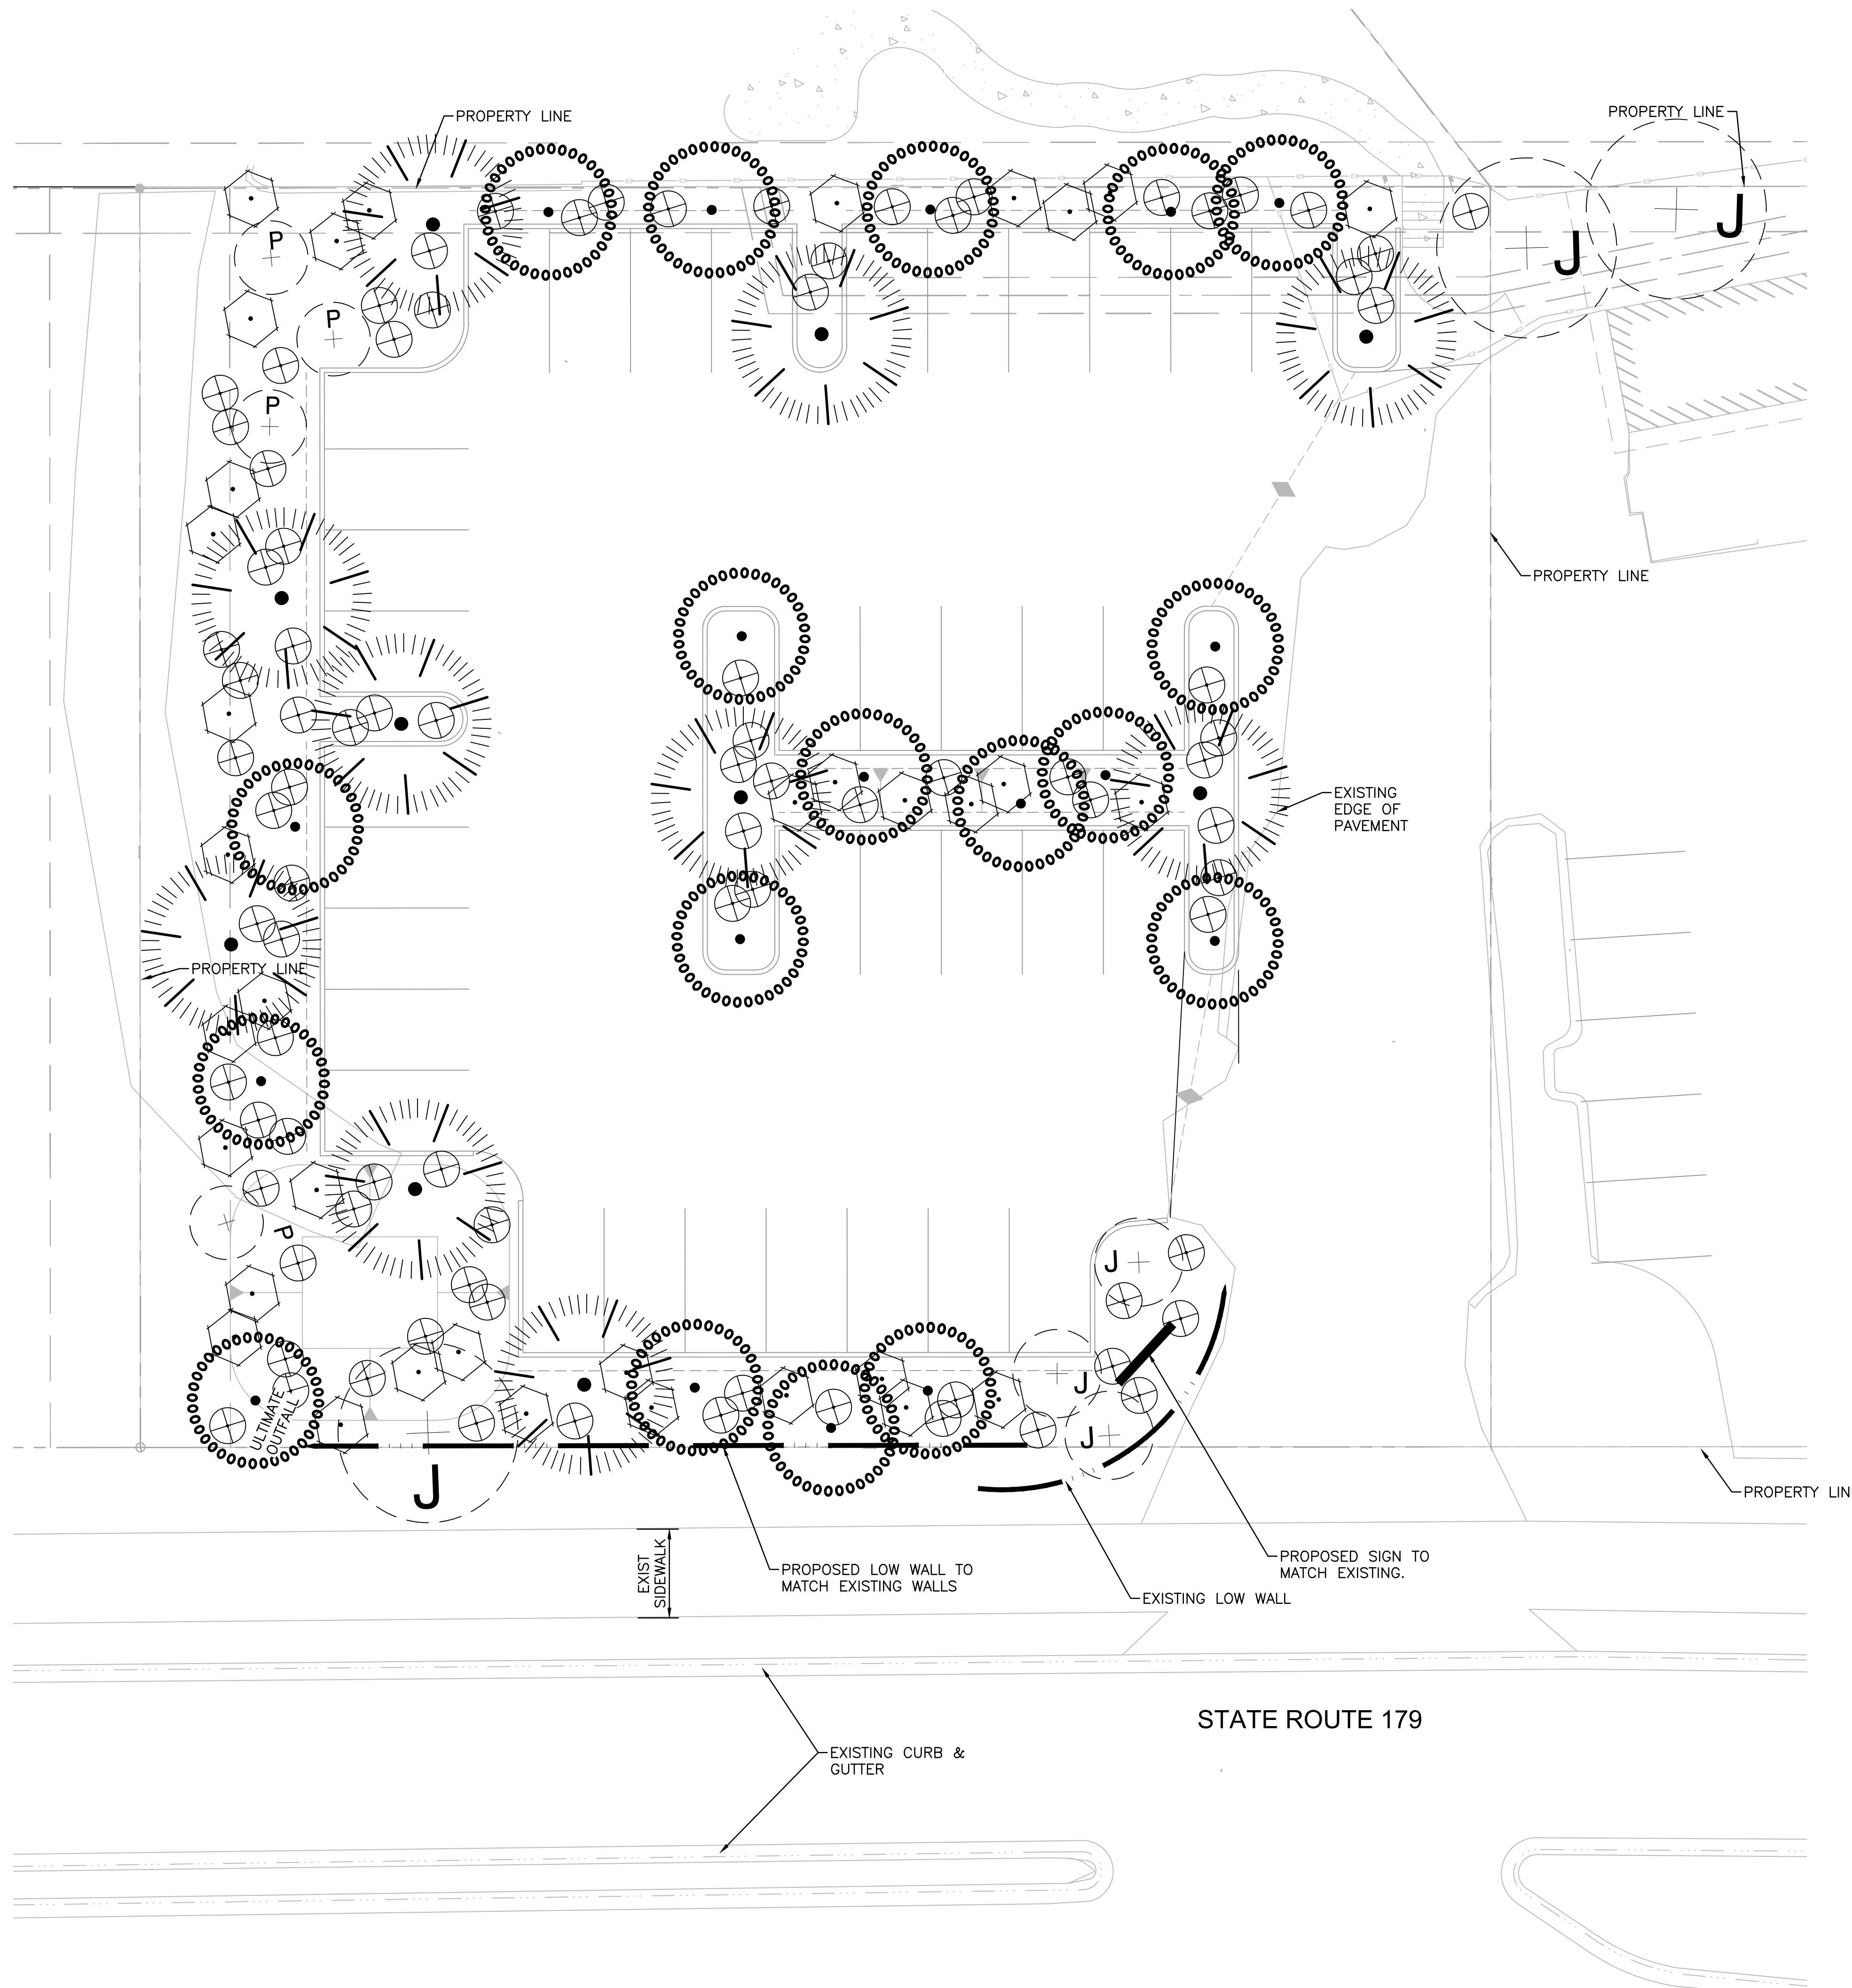 PROPERTY LINE
PROPERTY LINE
J
J
P
P
P
PROPERTY LINE
EXISTING
EDGE OF
PAVEMENT
PROPERTY LINE
P
J
J
J
ULTIMATE
OUTFALL
J
PROPERTY LIN
EXIST
SIDEWALK
PROPOSED LOW WALL TO
MATCH EXISTING WALLS
PROPOSED SIGN TO
MATCH EXISTING.
EXISTING LOW WALL
STATE ROUTE 179
EXISTING CURB &
GUTTER